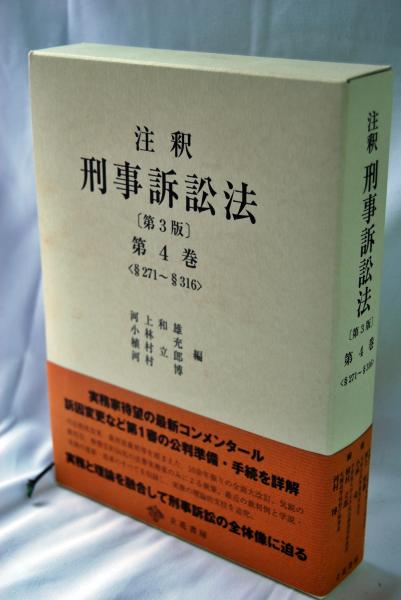 注釈
刑事訴訟法
〔第3版〕
第4巻
〈§271～§316〉
河上和雄
小林充
植村立郎
河村博
編
実務家待望の最新コンメンタール
訴因変更など第1審の公判準備・手続を詳解
実務と理論を融合して刑事訴訟の全体像に迫る
立花書房
注釈
刑事訴訟法
〔第3版〕
第4巻
〈§271～§316〉
立花書房